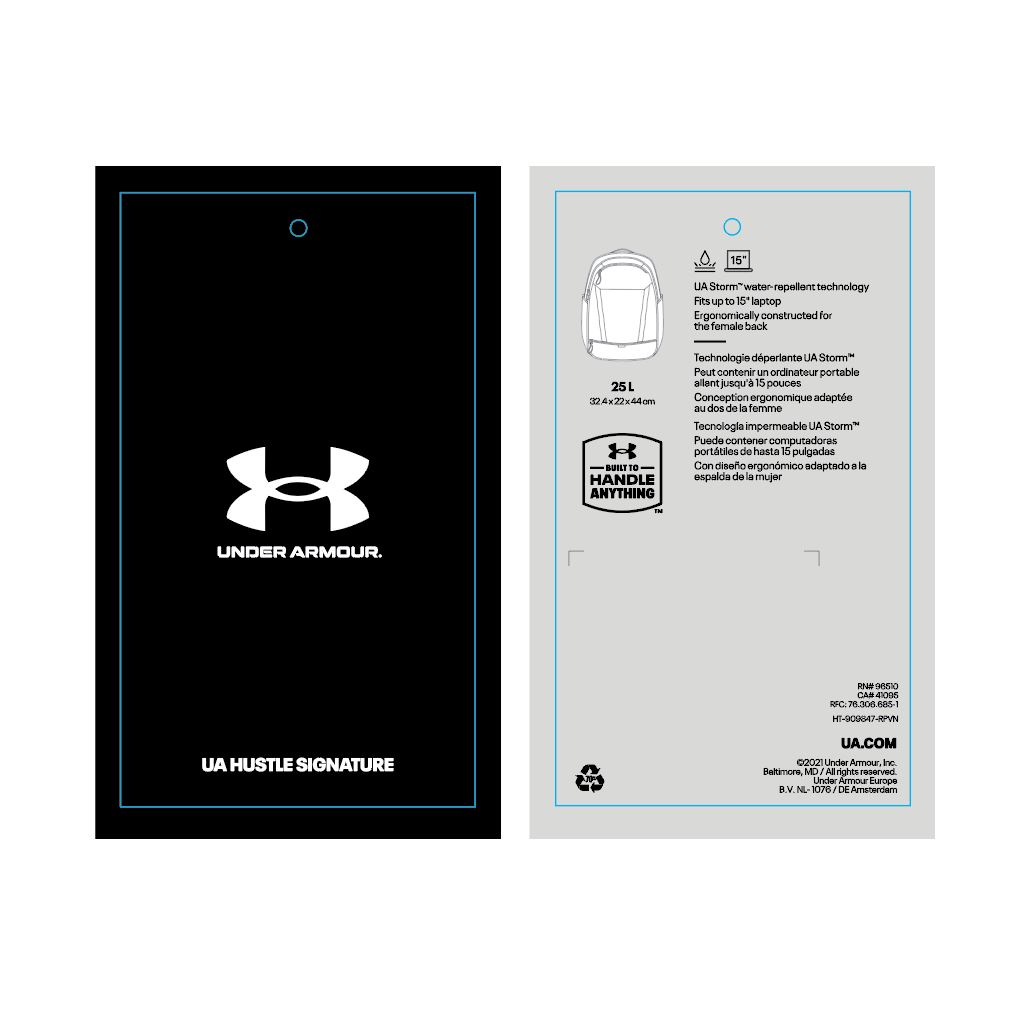 UNDER ARMOUR.
UA HUSTLE SIGNATURE
15"
UA Storm™ water-repellent technology
Fits up to 15" laptop
Ergonomically constructed for
the female back
Technologie déperlante UA Storm™
Peut contenir un ordinateur portable
allant jusqu'à 15 pouces
Conception ergonomique adaptée
au dos de la femme
Tecnología impermeable UA Storm™
Puede contener computadoras
portátiles de hasta 15 pulgadas
Con diseño ergonómico adaptado a la
espalda de la mujer
25 L
32.4 x 22 x 44 cm
BUILT TO
HANDLE
ANYTHING
TM
RN# 96510
CA# 41095
RFC: 76.306.685-1
HT-909847-RPVN
UA.COM
©2021 Under Armour, Inc.
Baltimore, MD / All rights reserved.
Under Armour Europe
B.V. NL- 1076 / DE Amsterdam